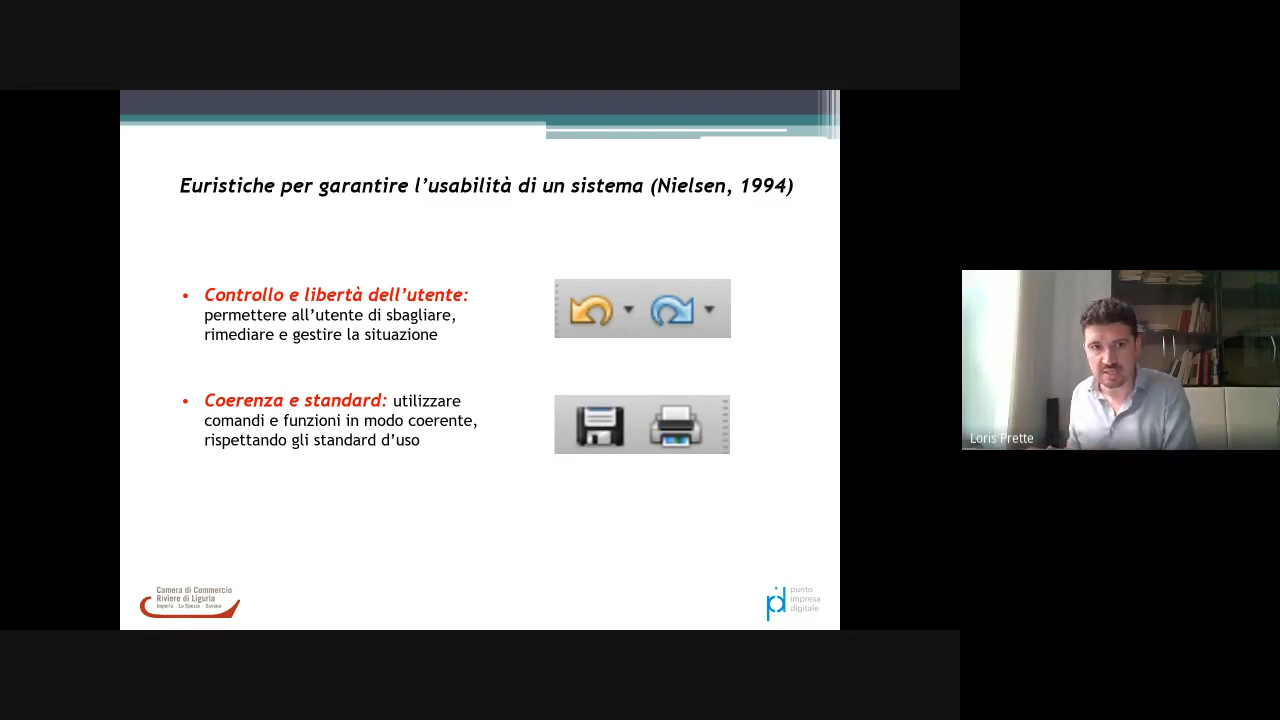 Euristiche per garantire l’usabilità di un sistema (Nielsen, 1994)
• Controllo e libertà dell’utente:
permettere all’utente di sbagliare,
rimediare e gestire la situazione
• Coerenza e standard: utilizzare
comandi e funzioni in modo coerente,
rispettando gli standard d’uso
Camera di Commercio
Riviere di Liguria
Imperia La Spezia Savona
pid
punto
impresa
digitale
Loris Prette